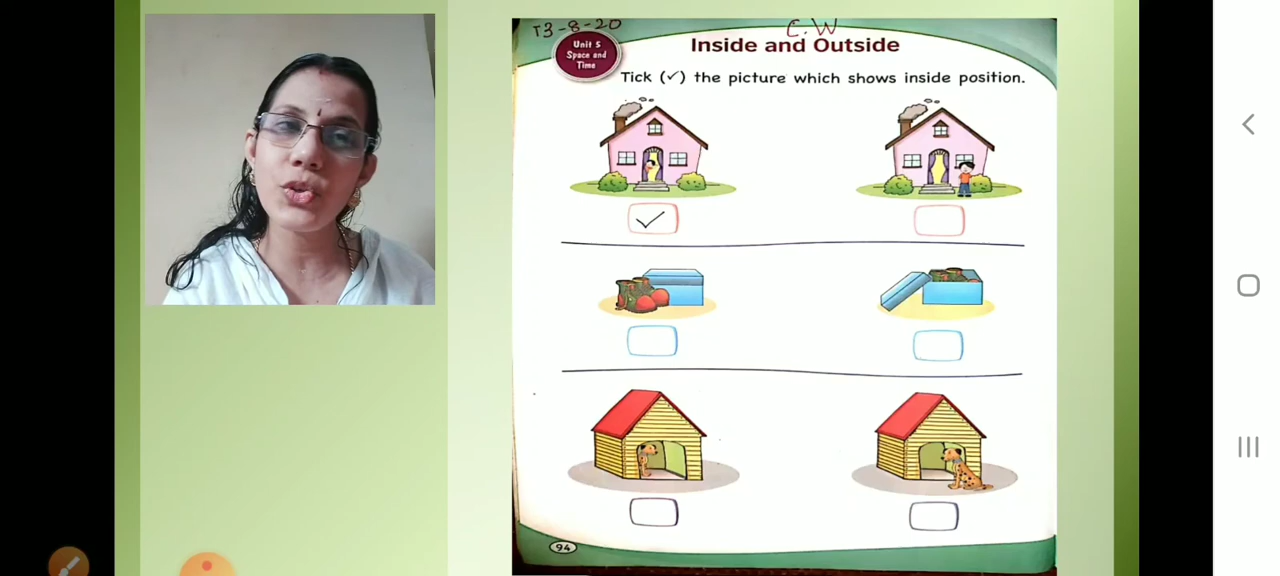 13-8-20
C.W
Unit 5
Space and
Time
Inside and Outside
Tick (✓) the picture which shows inside position.
94